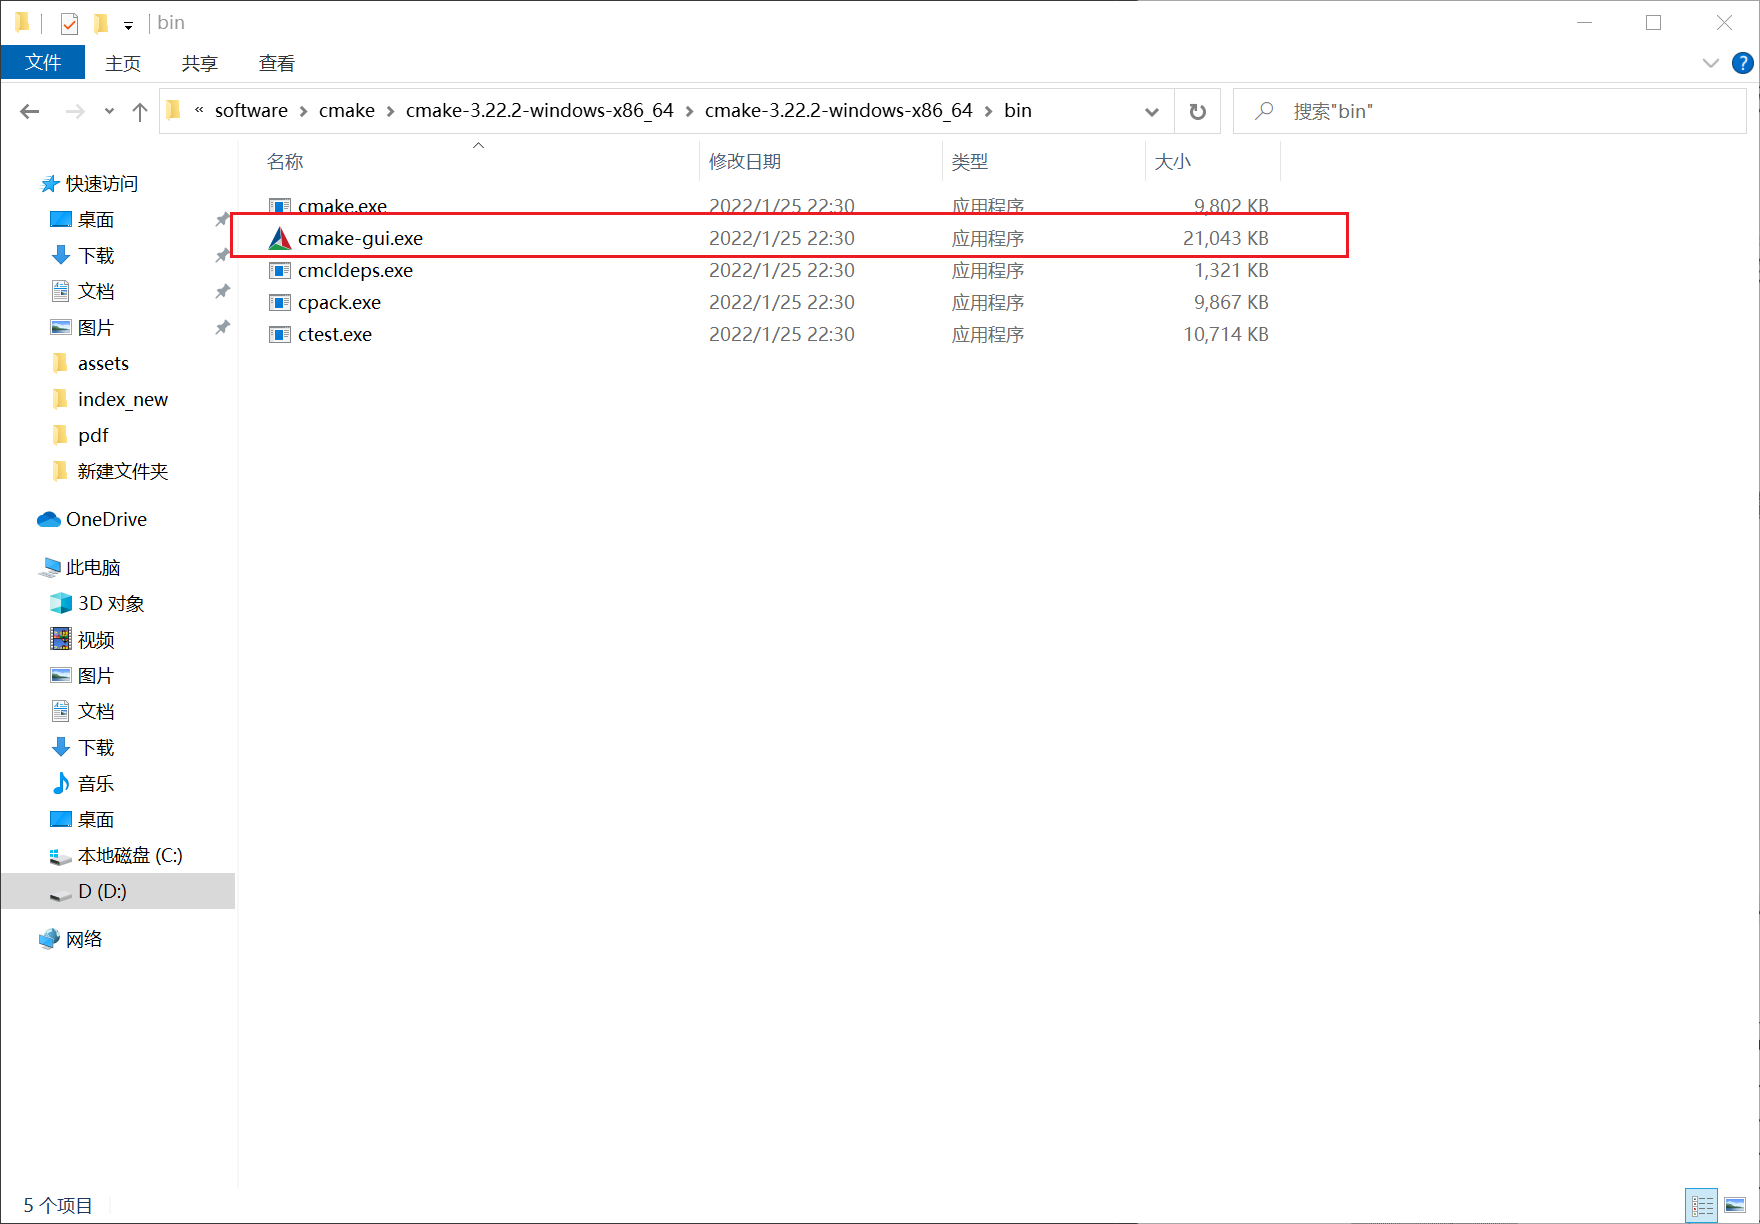 bin
文件 主页 共享 查看
« software cmake cmake-3.22.2-windows-x86_64 cmake-3.22.2-windows-x86_64 bin 搜索"bin"
名称 修改日期 类型 大小
cmake.exe 2022/1/25 22:30 应用程序 9,802 KB
cmake-gui.exe 2022/1/25 22:30 应用程序 21,043 KB
cmcldeps.exe 2022/1/25 22:30 应用程序 1,321 KB
cpack.exe 2022/1/25 22:30 应用程序 9,867 KB
ctest.exe 2022/1/25 22:30 应用程序 10,714 KB
快速访问
桌面
下载
文档
图片
assets
index_new
pdf
新建文件夹
OneDrive
此电脑
3D 对象
视频
图片
文档
下载
音乐
桌面
本地磁盘 (C:)
D (D:)
网络
5 个项目